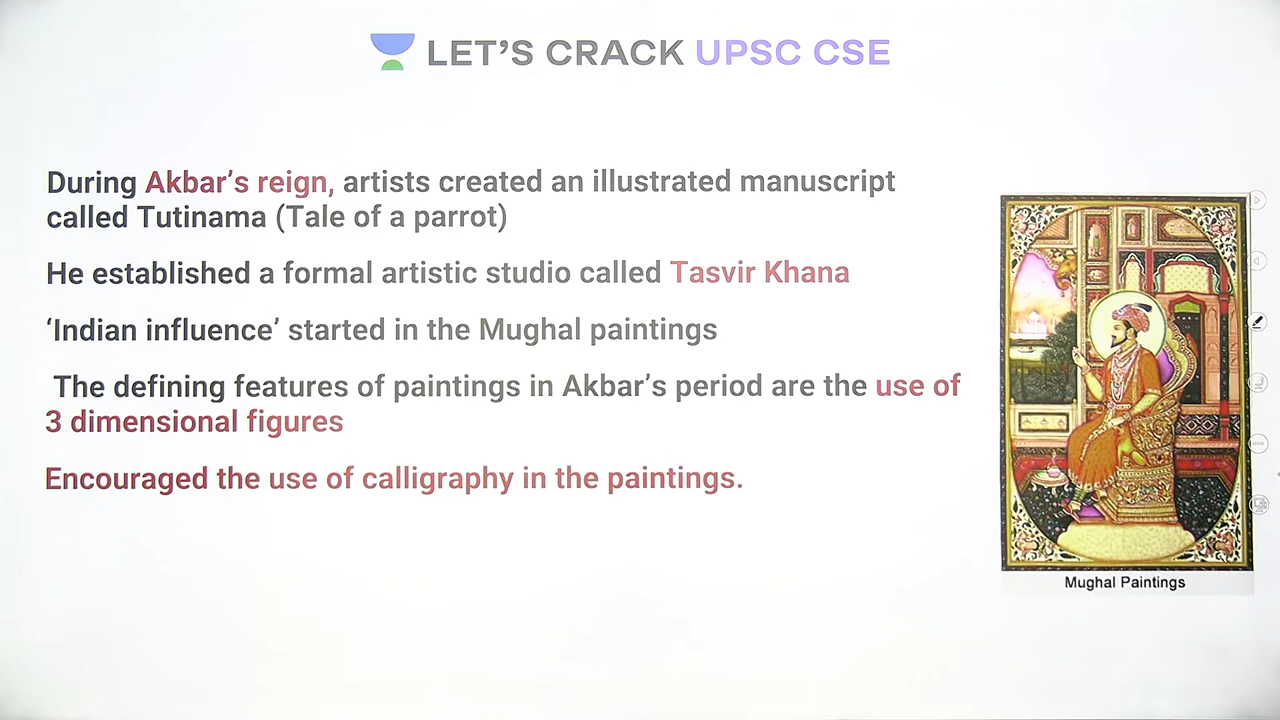 LET'S CRACK UPSC CSE
During Akbar’s reign, artists created an illustrated manuscript
called Tutinama (Tale of a parrot)
He established a formal artistic studio called Tasvir Khana
‘Indian influence’ started in the Mughal paintings
The defining features of paintings in Akbar’s period are the use of
3 dimensional figures
Encouraged the use of calligraphy in the paintings.
Mughal Paintings